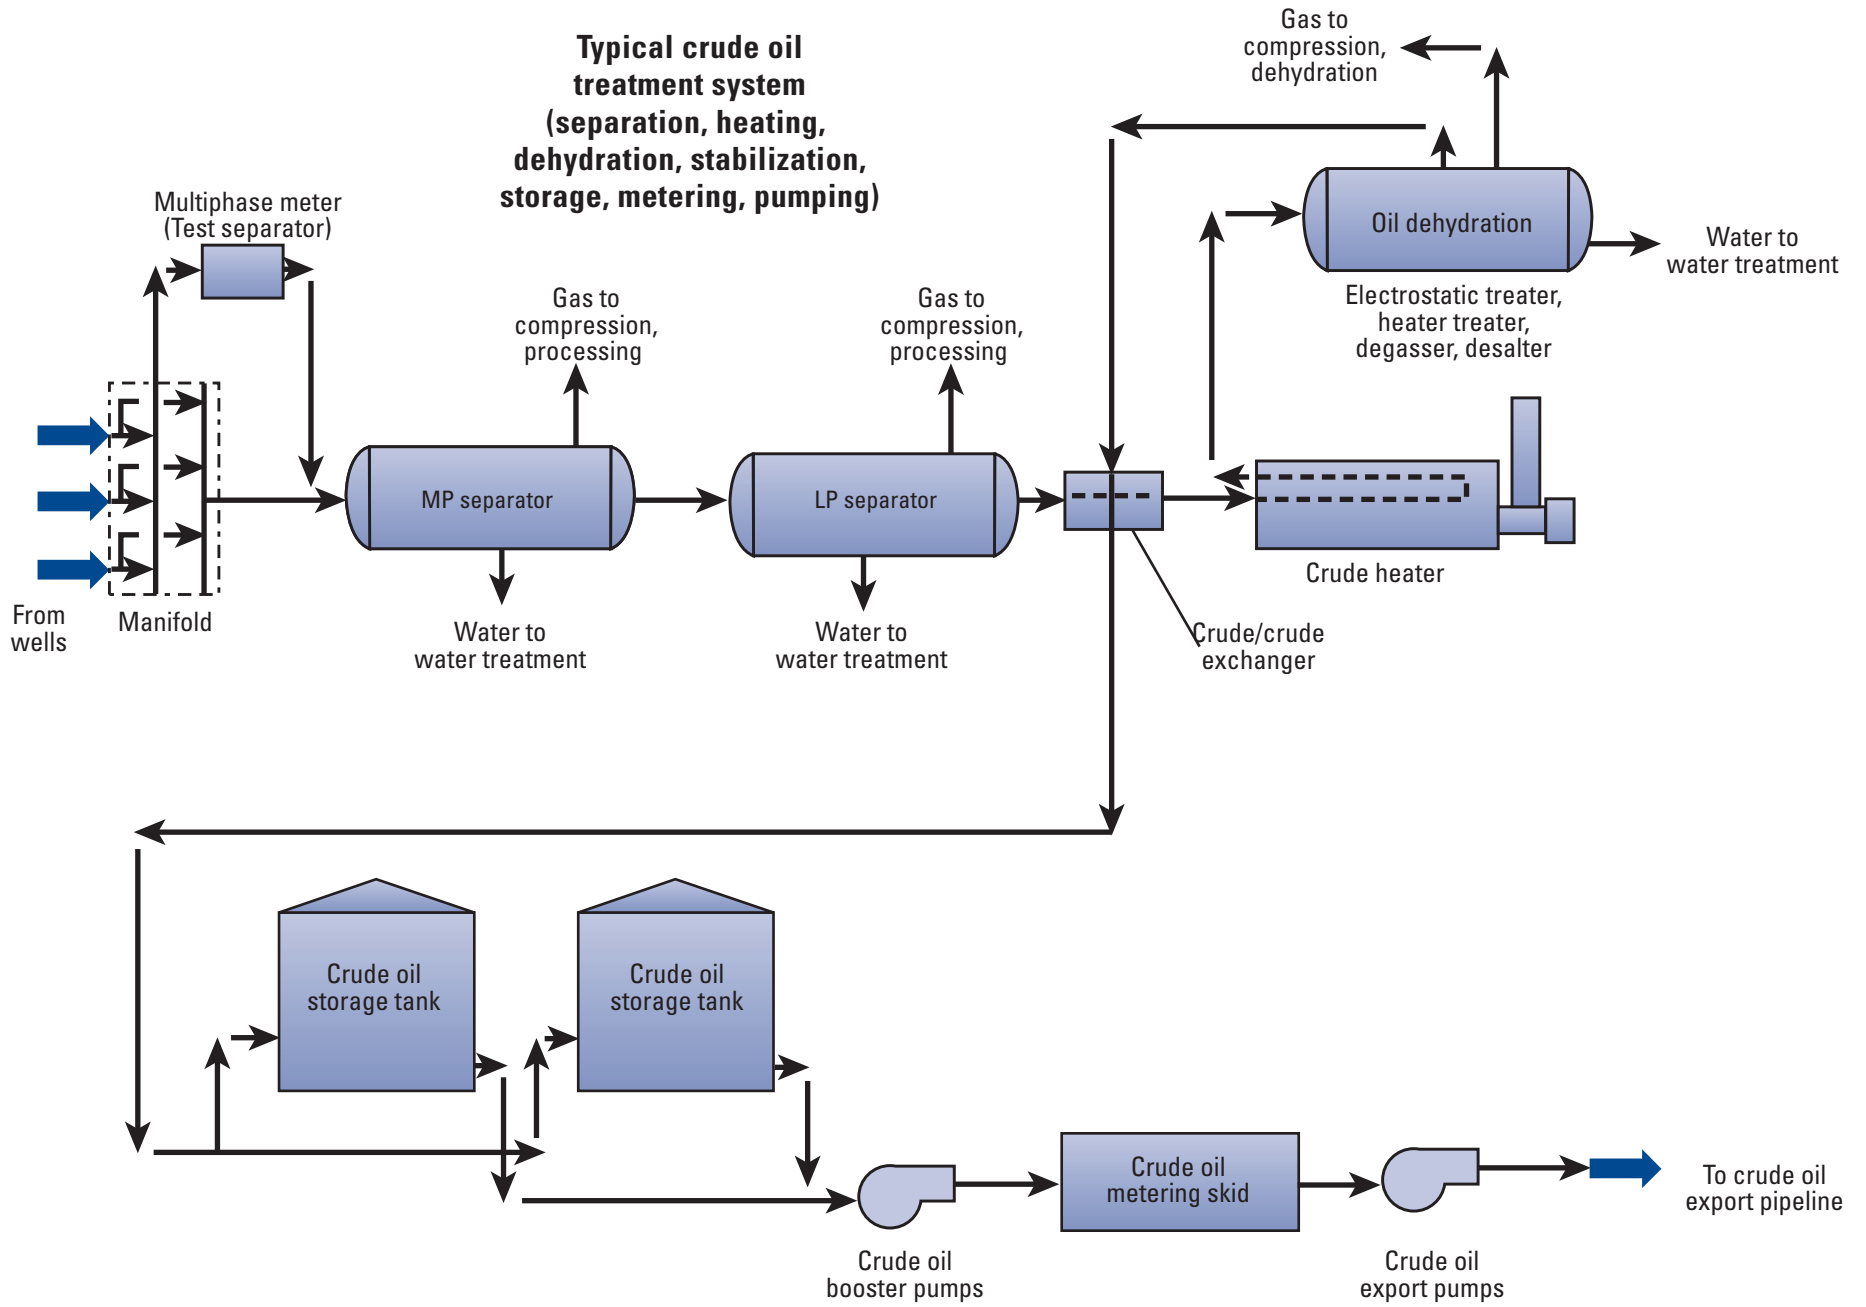 Typical crude oil
treatment system
(separation, heating,
dehydration, stabilization,
storage, metering, pumping)
Gas to
compression,
dehydration
Multiphase meter
(Test separator)
Oil dehydration
Water to
water treatment
Electrostatic treater,
heater treater,
degasser, desalter
Gas to
compression,
processing
Gas to
compression,
processing
MP separator
LP separator
Crude heater
From
wells
Manifold
Water to
water treatment
Water to
water treatment
Crude/crude
exchanger
Crude oil
storage tank
Crude oil
storage tank
Crude oil
metering skid
To crude oil
export pipeline
Crude oil
booster pumps
Crude oil
export pumps